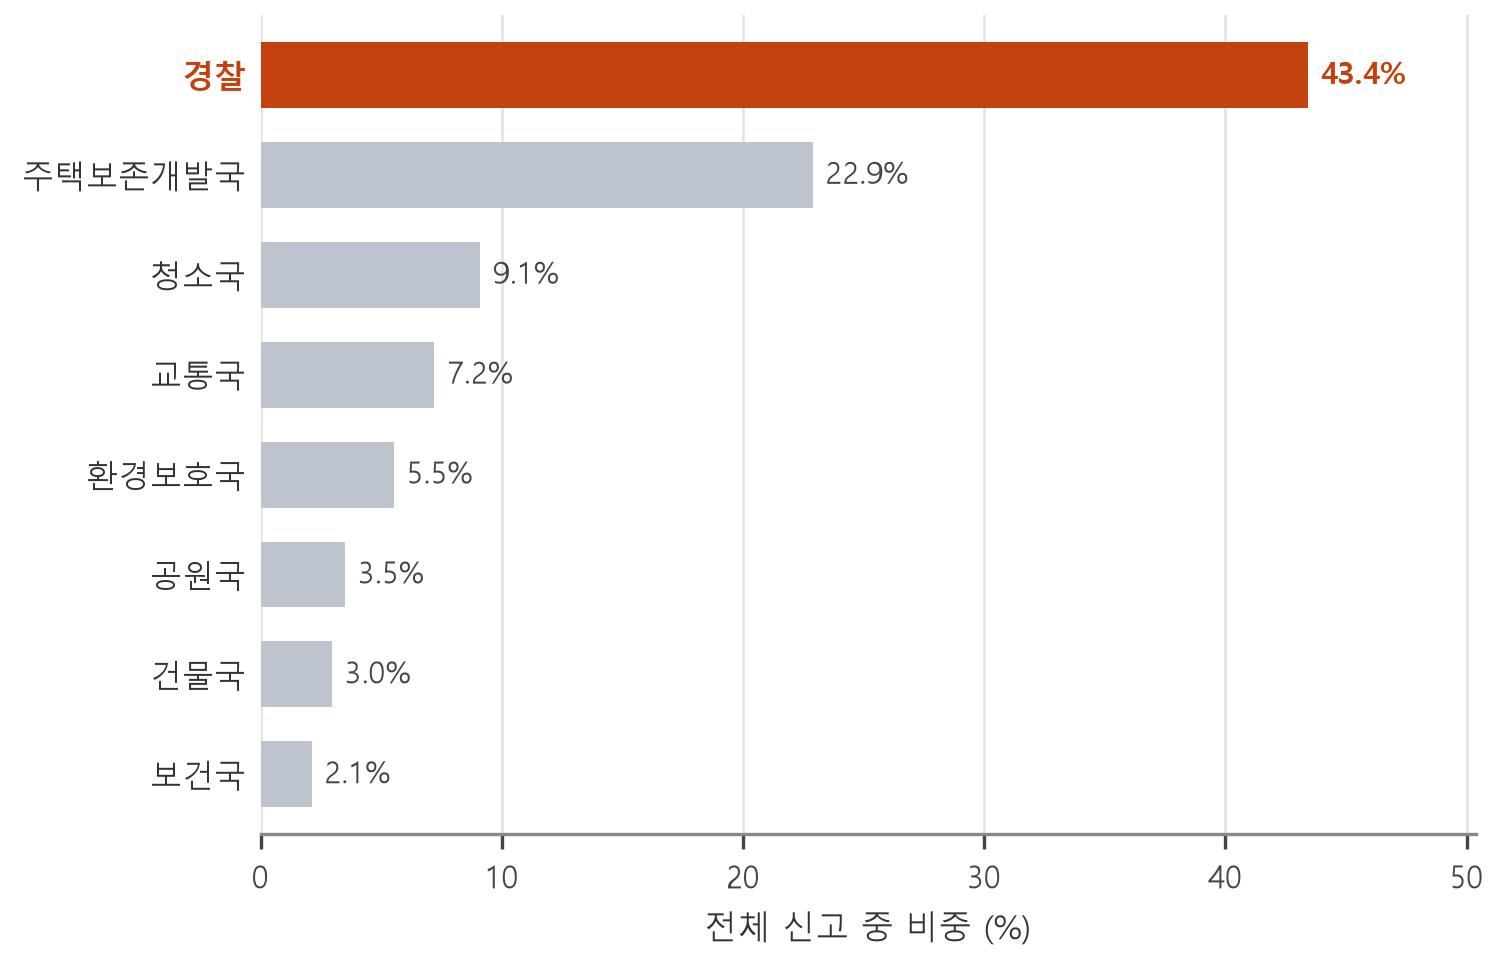 경찰 43.4%
주택보존개발국 22.9%
청소국 9.1%
교통국 7.2%
환경보호국 5.5%
공원국 3.5%
건물국 3.0%
보건국 2.1%
0 10 20 30 40 50
전체 신고 중 비중 (%)